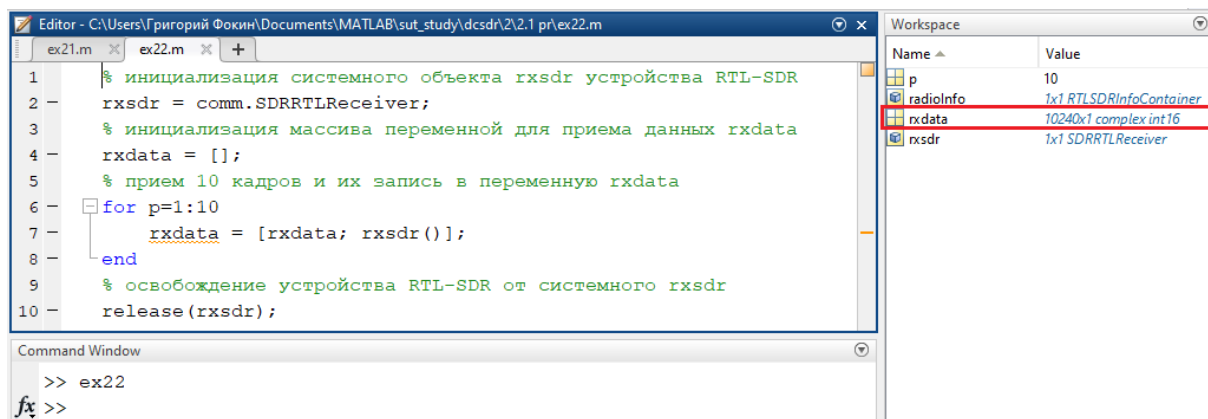 Editor - C:\Users\Григорий Фокин\Documents\MATLAB\sut_study\dcsdr\2\2.1 pr\ex22.m
ex21.m ex22.m +
1 % инициализация системного объекта rxsdr устройства RTL-SDR
2 - rxsdr = comm.SDRRTLReceiver;
3 % инициализация массива переменной для приема данных rxdata
4 - rxdata = [];
5 % прием 10 кадров и их запись в переменную rxdata
6 - for p=1:10
7 - rxdata = [rxdata; rxsdr()];
8 - end
9 % освобождение устройства RTL-SDR от системного rxsdr
10 - release(rxsdr);
Command Window
>> ex22
fx >>
Workspace
Name Value
p 10
radioInfo 1x1 RTLSDRInfoContainer
rxdata 10240x1 complex int16
rxsdr 1x1 SDRRTLReceiver